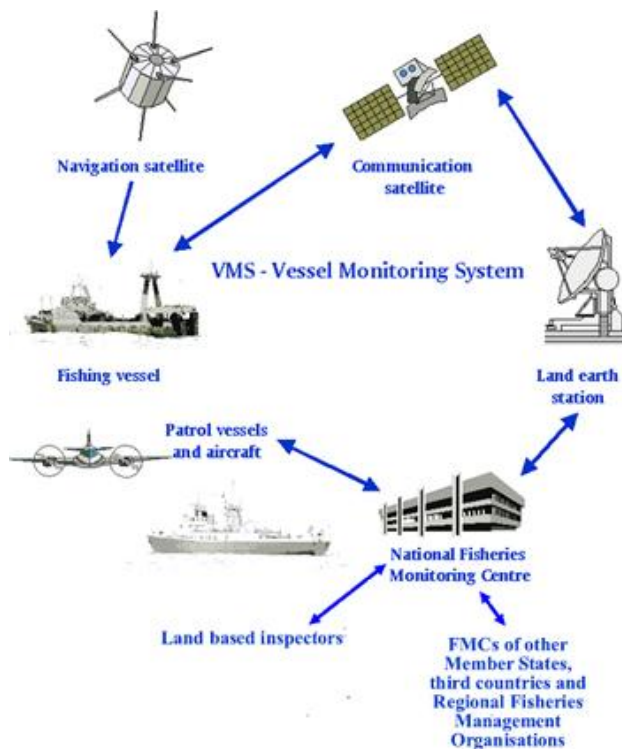 Navigation satellite
Communication
satellite
VMS - Vessel Monitoring System
Fishing vessel
Land earth
station
Patrol vessels
and aircraft
National Fisheries
Monitoring Centre
Land based inspectors
FMCs of other
Member States,
third countries and
Regional Fisheries
Management
Organisations